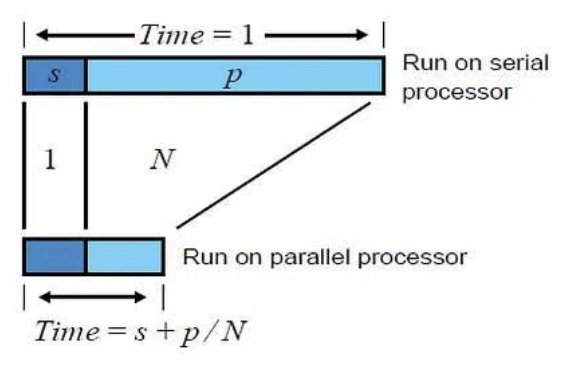 Time = 1
s
p
Run on serial
processor
1
N
Run on parallel processor
Time = s + p/N